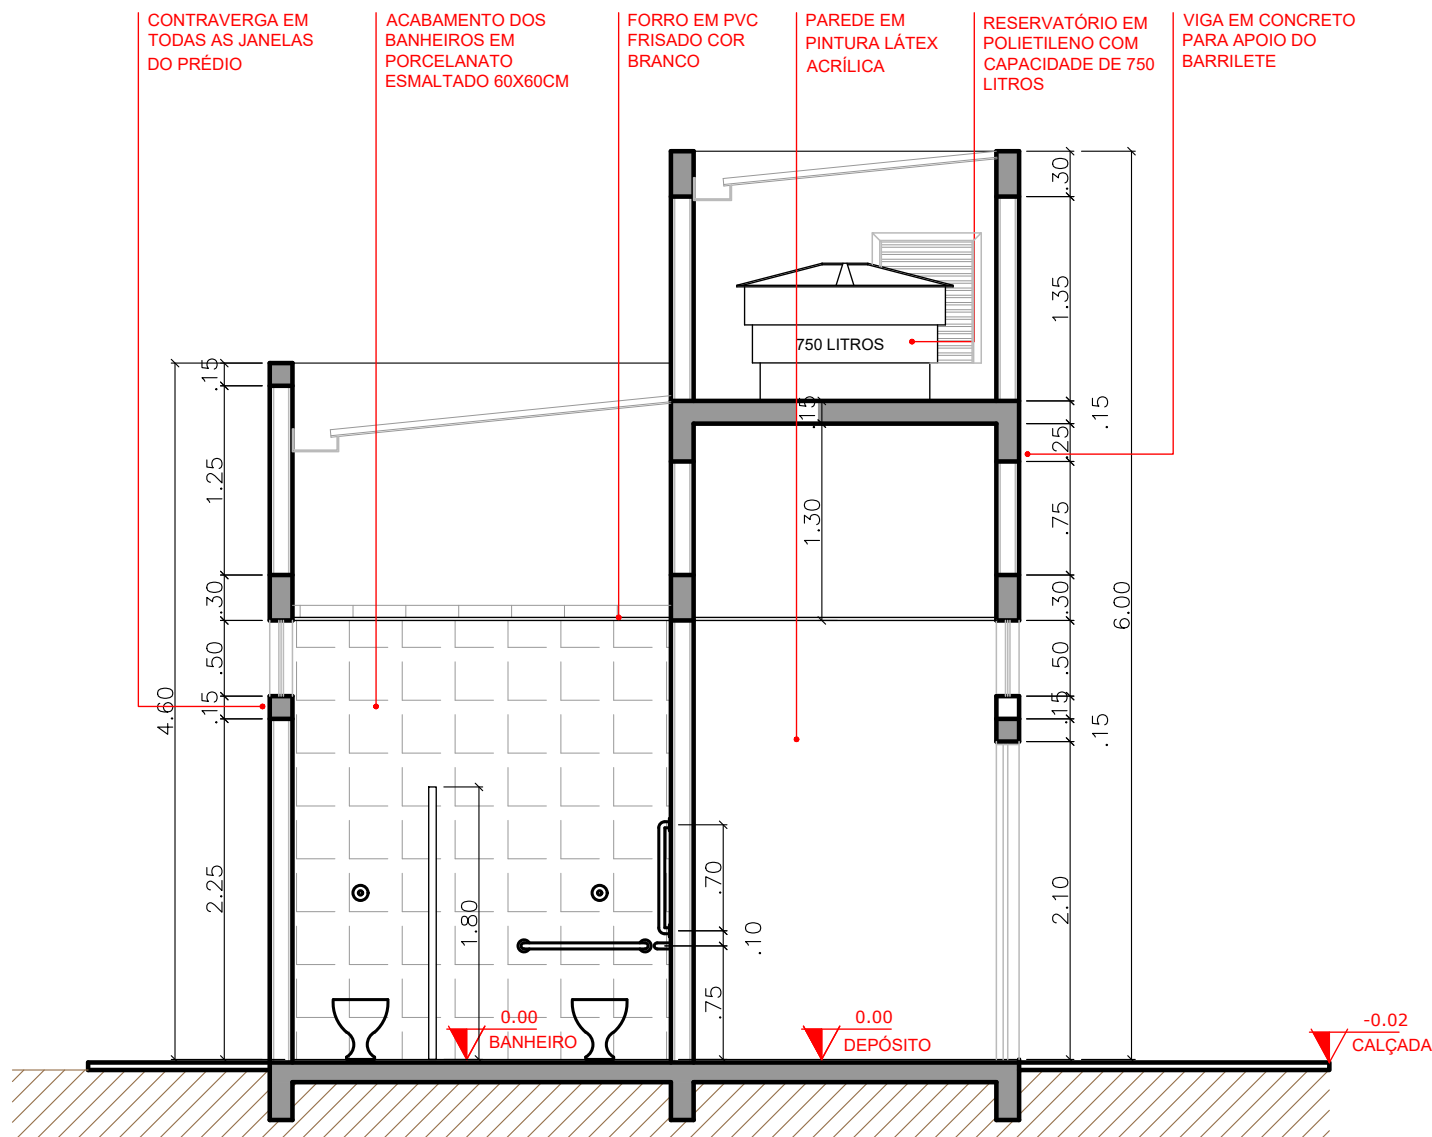 CONTRAVERGA EM
TODAS AS JANELAS
DO PRÉDIO
ACABAMENTO DOS
BANHEIROS EM
PORCELANATO
ESMALTADO 60X60CM
FORRO EM PVC
FRISADO COR
BRANCO
PAREDE EM
PINTURA LÁTEX
ACRÍLICA
RESERVATÓRIO EM
POLIETILENO COM
CAPACIDADE DE 750
LITROS
VIGA EM CONCRETO
PARA APOIO DO
BARRILETE
750 LITROS
4.60
.15
1.25
.30
.50
.15
2.25
1.80
.70
.10
.75
.15
1.30
.30
1.35
.15
.25
.75
.30
.50
.15
.15
2.10
6.00
0.00
BANHEIRO
0.00
DEPÓSITO
-0.02
CALÇADA